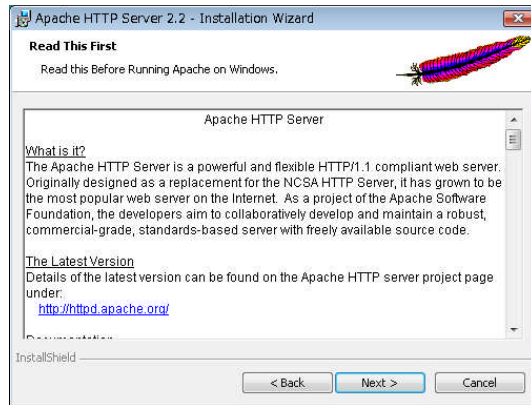 Apache HTTP Server 2.2 - Installation Wizard
Read This First
Read this Before Running Apache on Windows.
Apache HTTP Server
What is it?
The Apache HTTP Server is a powerful and flexible HTTP/1.1 compliant web server.
Originally designed as a replacement for the NCSA HTTP Server, it has grown to be
the most popular web server on the Internet. As a project of the Apache Software
Foundation, the developers aim to collaboratively develop and maintain a robust,
commercial-grade, standards-based server with freely available source code.
The Latest Version
Details of the latest version can be found on the Apache HTTP server project page
under:
http://httpd.apache.org/
Documentation
InstallShield
< Back
Next >
Cancel